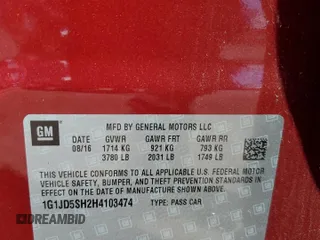 GM
MFD BY GENERAL MOTORS LLC
DATE GVWR GAWR FRT GAWR RR
08/16 1714 KG 921 KG 793 KG
3780 LB 2031 LB 1749 LB
THIS VEHICLE CONFORMS TO ALL APPLICABLE U.S. FEDERAL MOTOR
VEHICLE SAFETY, BUMPER, AND THEFT PREVENTION STANDARDS
IN EFFECT ON THE DATE OF MANUFACTURE SHOWN ABOVE.
1G1JD5SH2H4103474 TYPE: PASS CAR
© DEALERCAR